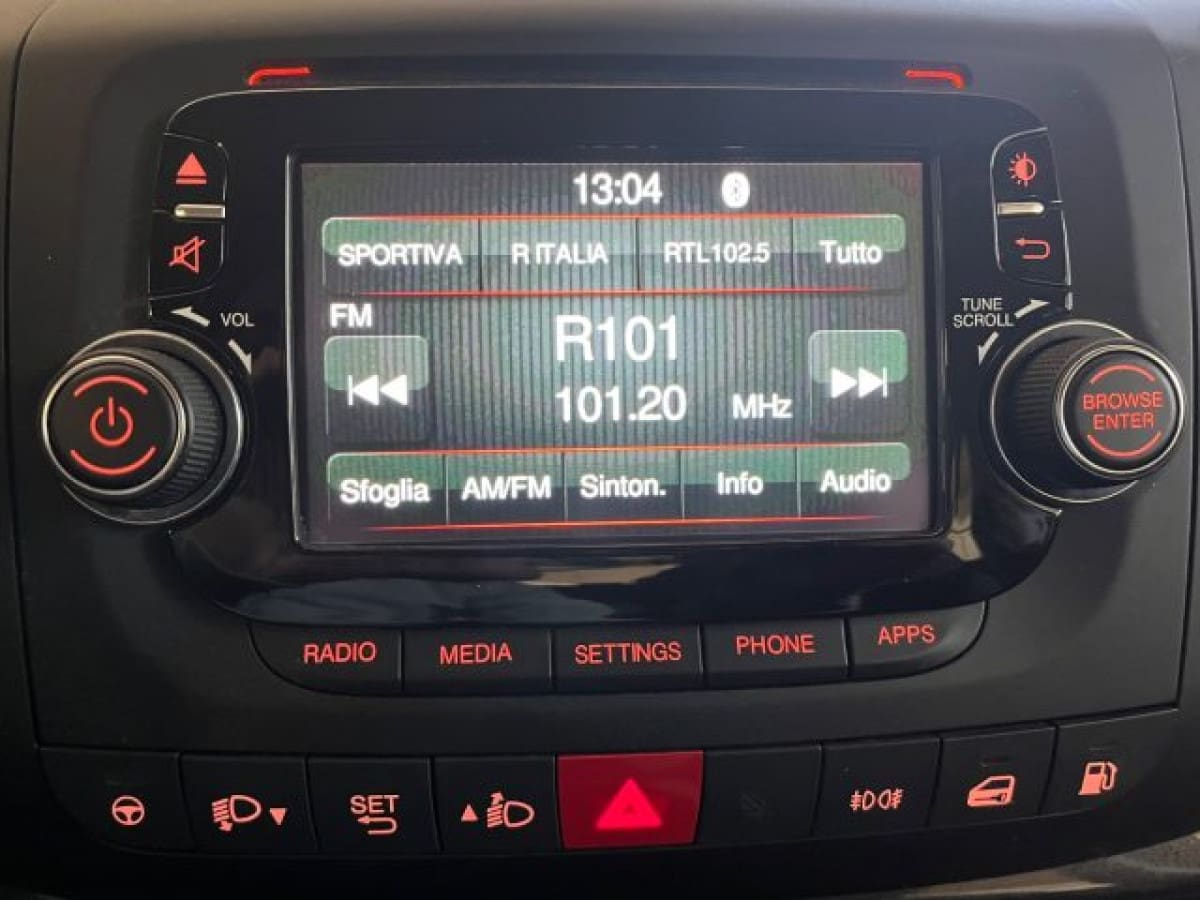 13:04
SPORTIVA R ITALIA RTL102.5 Tutto
VOL
TUNE
SCROLL
FM
R101
101.20 MHz
BROWSE
ENTER
Sfoglia AM/FM Sinton. Info Audio
RADIO MEDIA SETTINGS PHONE APPS
SET